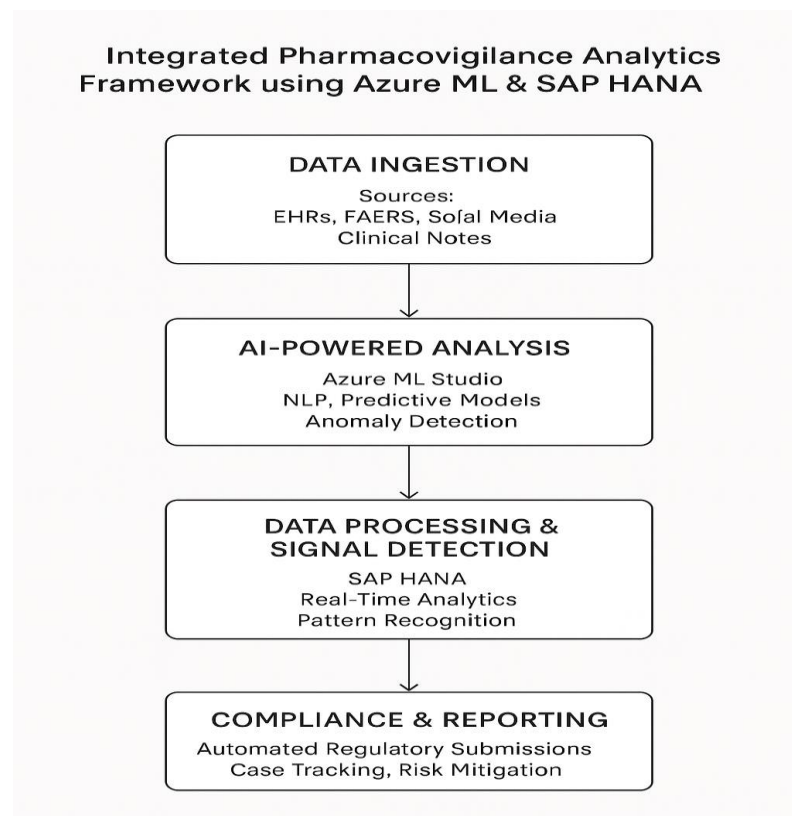 Integrated Pharmacovigilance Analytics
Framework using Azure ML & SAP HANA
DATA INGESTION
Sources:
EHRs, FAERS, Soſal Media
Clinical Notes
AI-POWERED ANALYSIS
Azure ML Studio
NLP, Predictive Models
Anomaly Detection
DATA PROCESSING &
SIGNAL DETECTION
SAP HANA
Real-Time Analytics
Pattern Recognition
COMPLIANCE & REPORTING
Automated Regulatory Submissions
Case Tracking, Risk Mitigation